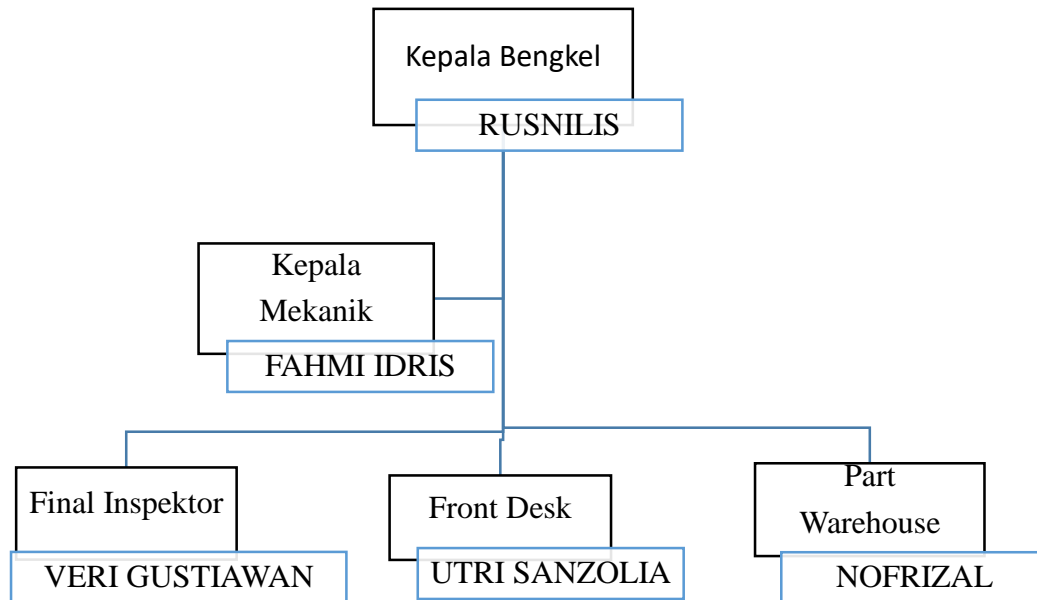 Kepala Bengkel
RUSNILIS
Kepala
Mekanik
FAHMI IDRIS
Final Inspektor
VERI GUSTIAWAN
Front Desk
UTRI SANZOLIA
Part
Warehouse
NOFRIZAL